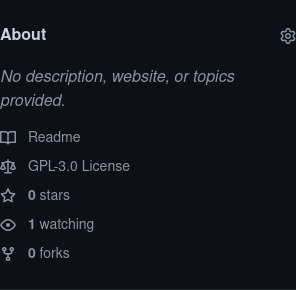 About
No description, website, or topics
provided.
Readme
GPL-3.0 License
0 stars
1 watching
0 forks